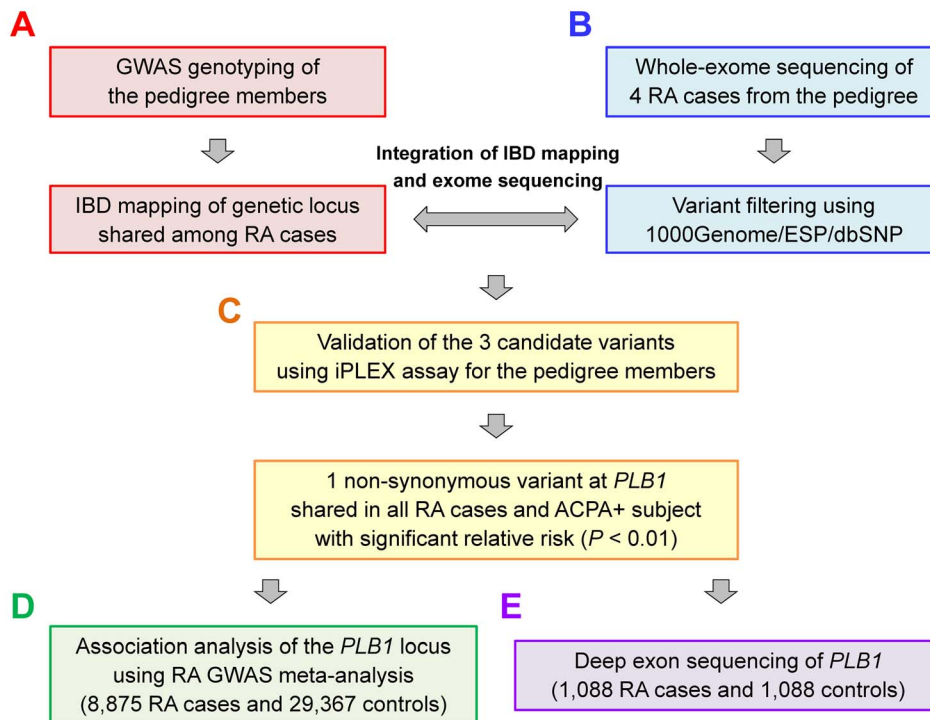 A
GWAS genotyping of
the pedigree members
B
Whole-exome sequencing of
4 RA cases from the pedigree
Integration of IBD mapping
and exome sequencing
IBD mapping of genetic locus
shared among RA cases
Variant filtering using
1000Genome/ESP/dbSNP
C
Validation of the 3 candidate variants
using iPLEX assay for the pedigree members
1 non-synonymous variant at PLB1
shared in all RA cases and ACPA+ subject
with significant relative risk (P < 0.01)
D
Association analysis of the PLB1 locus
using RA GWAS meta-analysis
(8,875 RA cases and 29,367 controls)
E
Deep exon sequencing of PLB1
(1,088 RA cases and 1,088 controls)